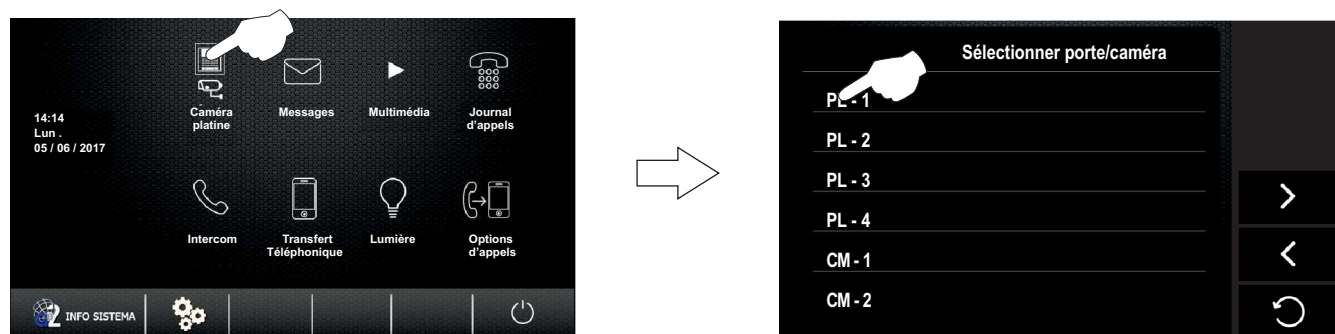 Caméra
platine
Messages
Multimédia
Journal
d'appels
14:14
Lun .
05 / 06 / 2017
Intercom
Transfert
Téléphonique
Lumière
Options
d'appels
G2 INFO SISTEMA
Sélectionner porte/caméra
PL - 1
PL - 2
PL - 3
PL - 4
CM - 1
CM - 2